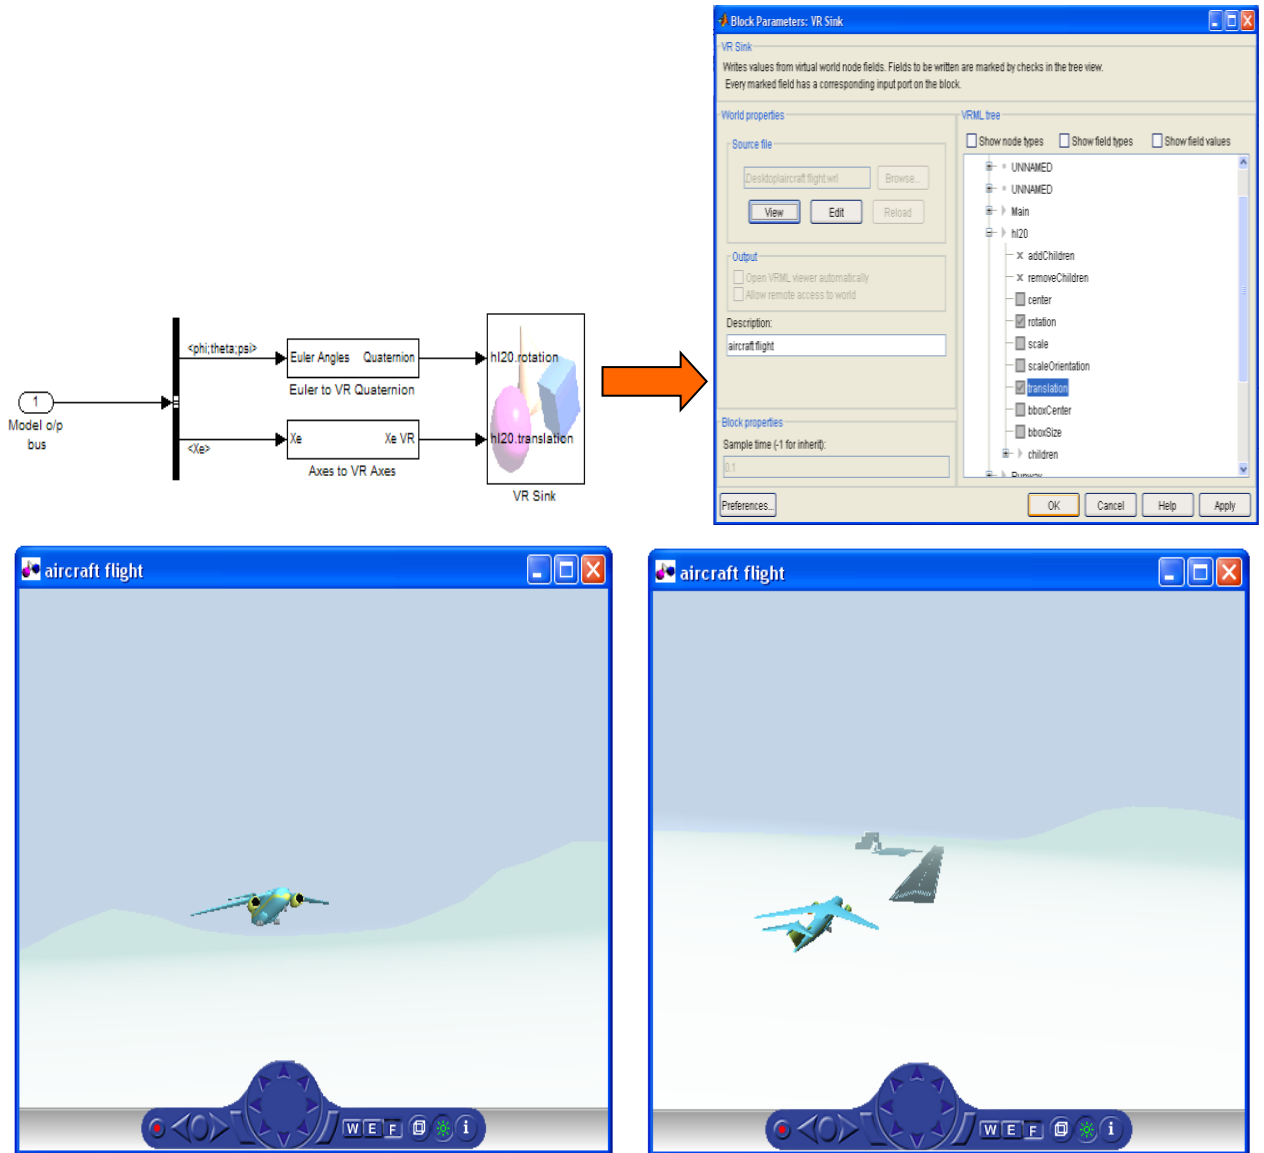 <phi;theta;psi>
Euler Angles Quaternion
Euler to VR Quaternion
hl20.rotation
1
Model o/p
bus
<Xe>
Xe Xe VR
Axes to VR Axes
hl20.translation
VR Sink
Block Parameters: VR Sink
VR Sink
Writes values from virtual world node fields. Fields to be written are marked by checks in the tree view.
Every marked field has a corresponding input port on the block.
World properties
Source file
Desktop\aircraft flight.wrl Browse...
View Edit Reload
Output
Open VRML viewer automatically
Allow remote access to world
Description:
aircraft flight
Block properties
Sample time (-1 for inherit):
0.1
VRML tree
Show node types Show field types Show field values
UNNAMED
UNNAMED
Main
hl20
addChildren
removeChildren
center
rotation
scale
scaleOrientation
translation
bboxCenter
bboxSize
children
Runway
Preferences... OK Cancel Help Apply
aircraft flight
W E F i
aircraft flight
W E F i